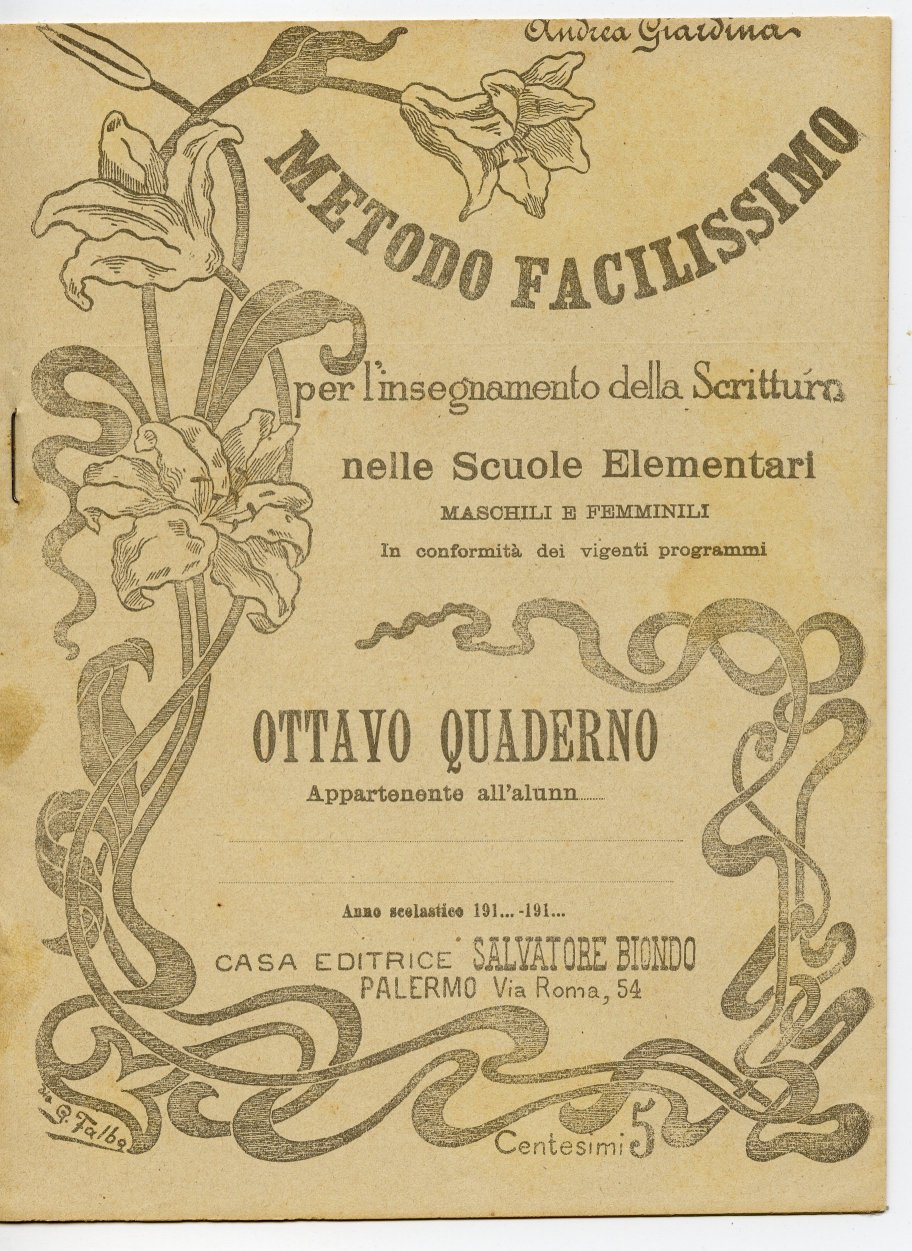 Andrea Giardina
METODO FACILISSIMO
per l'insegnamento della Scrittura
nelle Scuole Elementari
MASCHILI E FEMMINILI
In conformità dei vigenti programmi
OTTAVO QUADERNO
Appartenente all'alunn......
Anno scolastico 191...-191...
CASA EDITRICE SALVATORE BIONDO
PALERMO Via Roma, 54
Centesimi 5
G. Falba